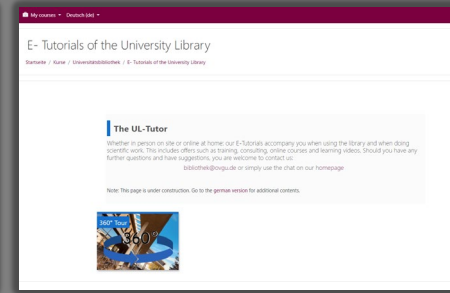 My courses Deutsch (de)
E- Tutorials of the University Library
Startseite / Kurse / Universitätsbibliothek / E- Tutorials of the University Library
The UL-Tutor
Whether in person on site or online at home: our E-Tutorials accompany you when using the library and when doing
scientific work. This includes offers such as training, consulting, online courses and learning videos. Should you have any
further questions and have suggestions, you are welcome to contact us:
bibliothek@ovgu.de or simply use the chat on our homepage
Note: This page is under construction. Go to the german version for additional contents.
360° Tour
360°